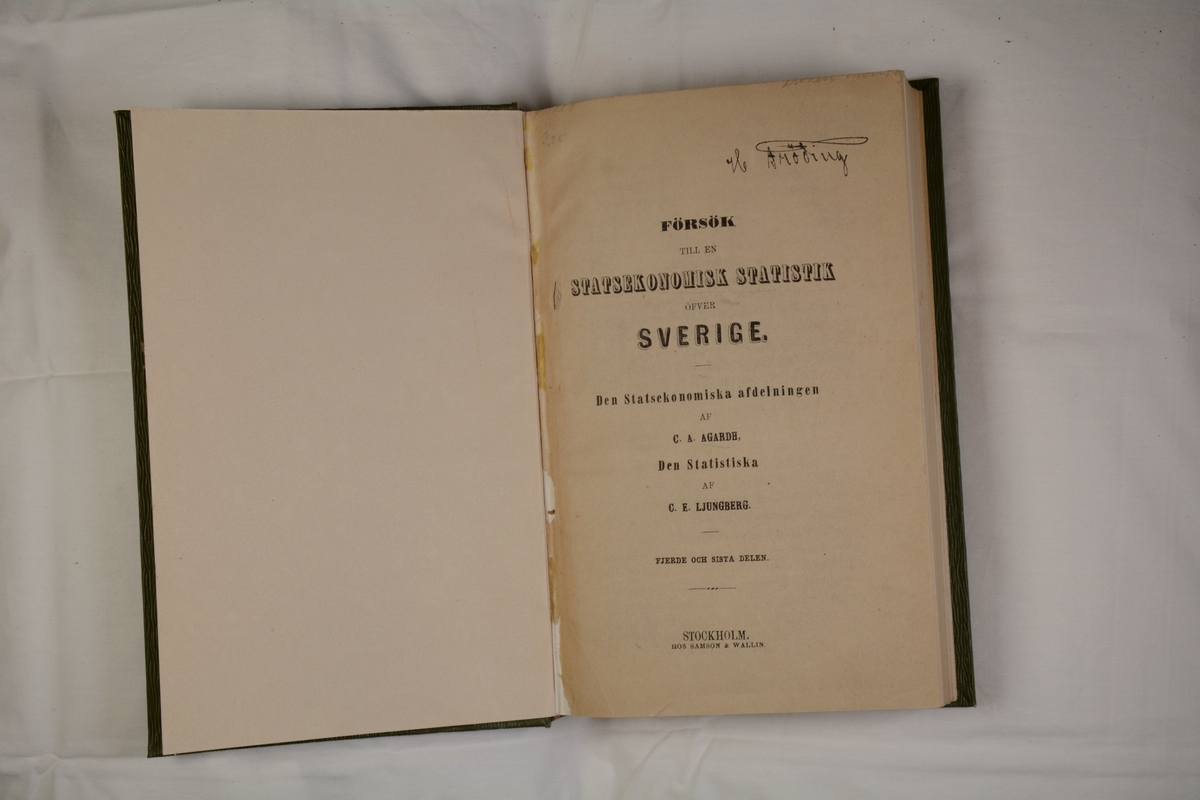 FÖRSÖK
TILL EN
STATSEKONOMISK STATISTIK
ÖFVER
SVERIGE.
Den Statsekonomiska afdelningen
AF
C. A. AGARDH,
Den Statistiska
AF
C. E. LJUNGBERG.
FJERDE OCH SISTA DELEN.
STOCKHOLM.
HOS SAMSON & WALLIN.